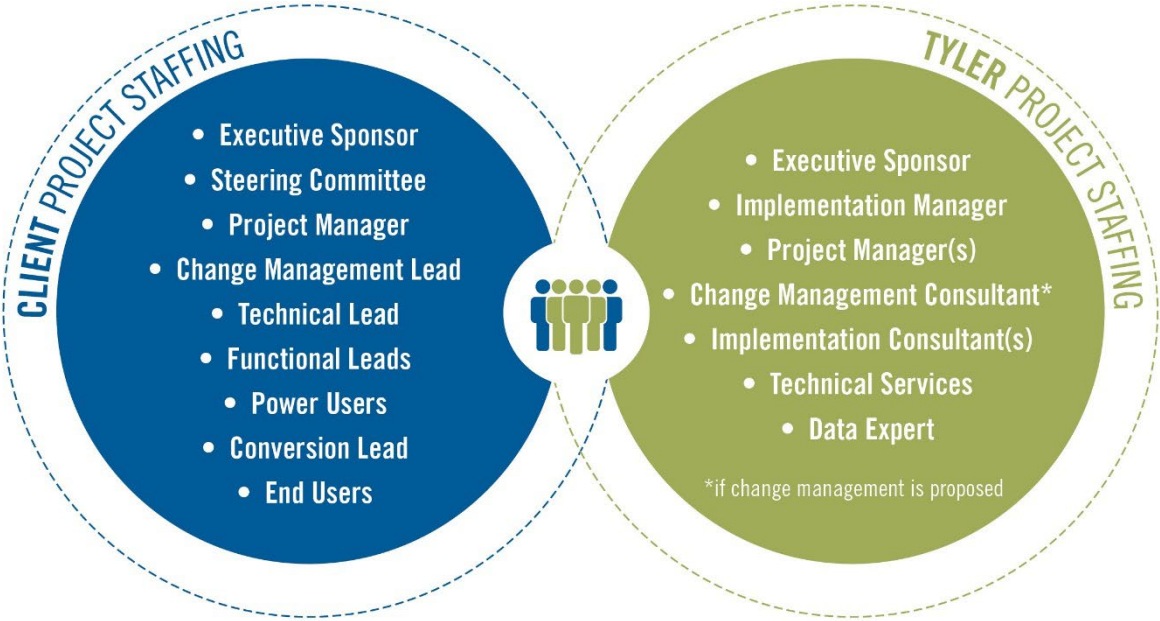 CLIENT PROJECT STAFFING
• Executive Sponsor
• Steering Committee
• Project Manager
• Change Management Lead
• Technical Lead
• Functional Leads
• Power Users
• Conversion Lead
• End Users
TYLER PROJECT STAFFING
• Executive Sponsor
• Implementation Manager
• Project Manager(s)
• Change Management Consultant*
• Implementation Consultant(s)
• Technical Services
• Data Expert
*if change management is proposed